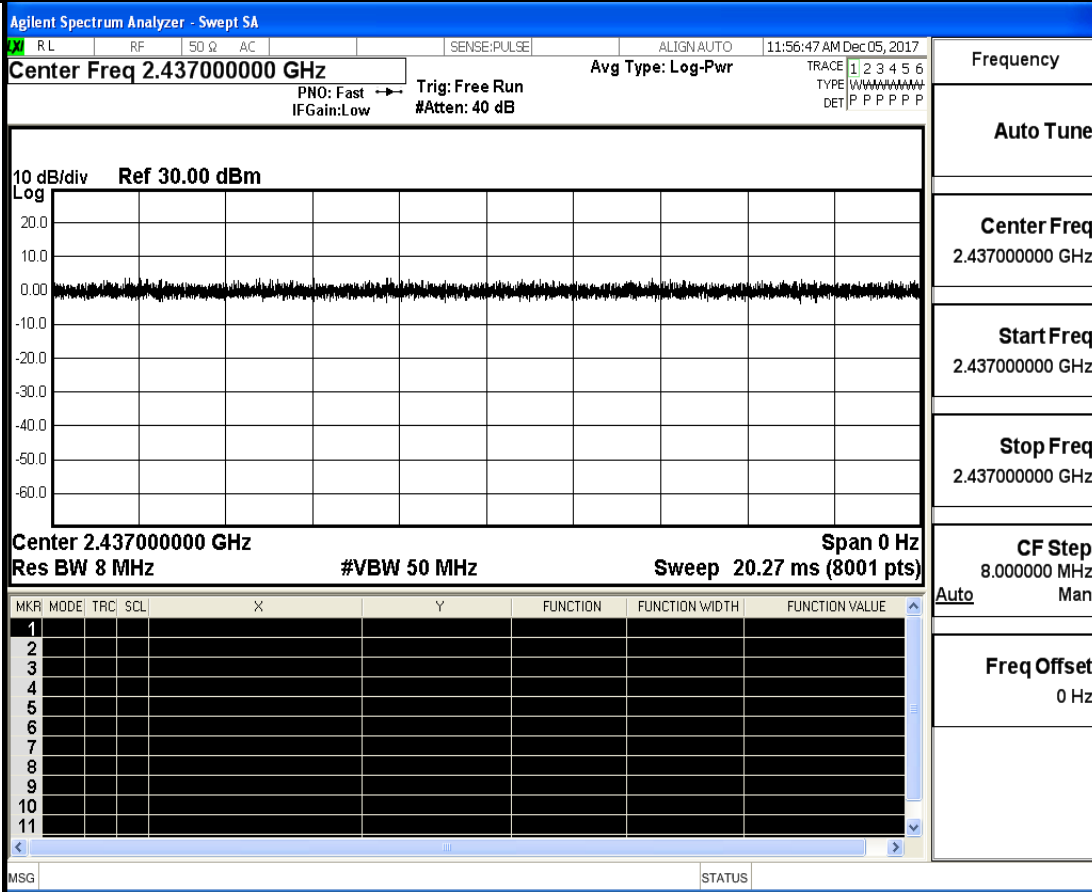 Agilent Spectrum Analyzer - Swept SA
LXI RL RF 50 Ω AC SENSE:PULSE ALIGN AUTO 11:56:47 AM Dec 05, 2017
Center Freq 2.437000000 GHz
PNO: Fast
IFGain:Low
Trig: Free Run
#Atten: 40 dB
Avg Type: Log-Pwr
TRACE 1 2 3 4 5 6
TYPE WWWWWW
DET P P P P P P
10 dB/div Ref 30.00 dBm
Log
20.0
10.0
0.00
-10.0
-20.0
-30.0
-40.0
-50.0
-60.0
Center 2.437000000 GHz Span 0 Hz
Res BW 8 MHz #VBW 50 MHz Sweep 20.27 ms (8001 pts)
MKR MODE TRC SCL X Y FUNCTION FUNCTION WIDTH FUNCTION VALUE
1
2
3
4
5
6
7
8
9
10
11
MSG STATUS
Frequency
Auto Tune
Center Freq
2.437000000 GHz
Start Freq
2.437000000 GHz
Stop Freq
2.437000000 GHz
CF Step
8.000000 MHz
Auto Man
Freq Offset
0 Hz